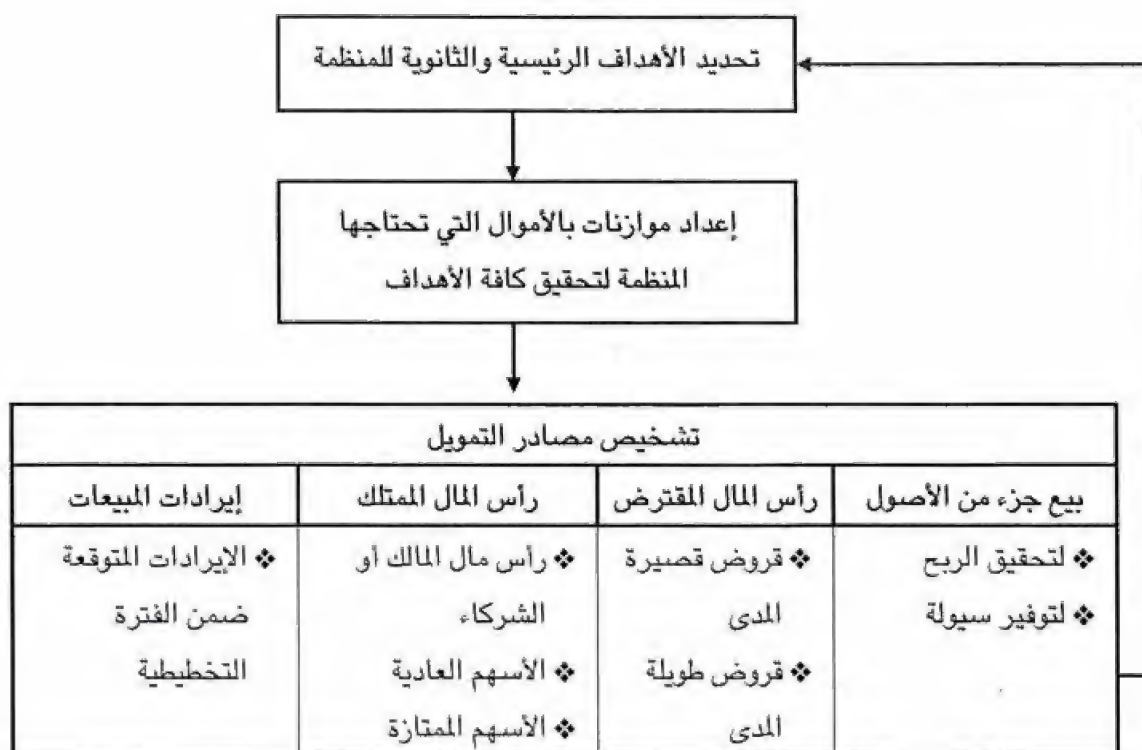 تحديد الأهداف الرئيسية والثانوية للمنظمة
إعداد موازنات بالأموال التي تحتاجها
المنظمة لتحقيق كافة الأهداف
تشخيص مصادر التمويل
بيع جزء من الأصول
❖ لتحقيق الربح
❖ لتوفير سيولة
رأس المال المقترض
❖ قروض قصيرة
المدى
❖ قروض طويلة
المدى
رأس المال الممتلك
❖ رأس مال المالك أو
الشركاء
❖ الأسهم العادية
❖ الأسهم الممتازة
إيرادات المبيعات
❖ الإيرادات المتوقعة
ضمن الفترة
التخطيطية